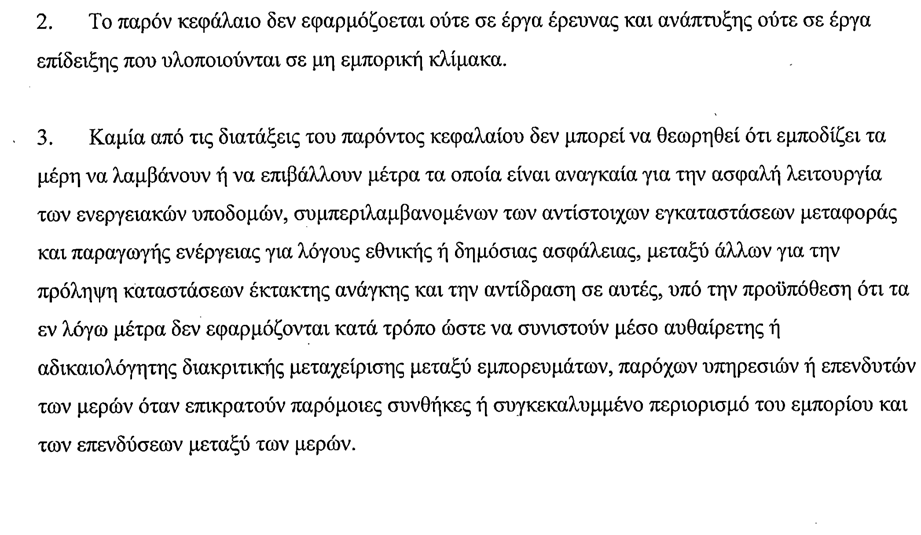 2. Το παρόν κεφάλαιο δεν εφαρμόζοεται ούτε σε έργα έρευνας και ανάπτυξης ούτε σε έργα
επίδειξης που υλοποιούνται σε μη εμπορική κλίμακα.
3. Καμία από τις διατάξεις του παρόντος κεφαλαίου δεν μπορεί να θεωρηθεί ότι εμποδίζει τα
μέρη να λαμβάνουν ή να επιβάλλουν μέτρα τα οποία είναι αναγκαία για την ασφαλή λειτουργία
των ενεργειακών υποδομών, συμπεριλαμβανομένων των αντίστοιχων εγκαταστάσεων μεταφοράς
και παραγωγής ενέργειας για λόγους εθνικής ή δημόσιας ασφάλειας, μεταξύ άλλων για την
πρόληψη καταστάσεων έκτακτης ανάγκης και την αντίδραση σε αυτές, υπό την προϋπόθεση ότι τα
εν λόγω μέτρα δεν εφαρμόζονται κατά τρόπο ώστε να συνιστούν μέσο αυθαίρετης ή
αδικαιολόγητης διακριτικής μεταχείρισης μεταξύ εμπορευμάτων, παρόχων υπηρεσιών ή επενδυτών
των μερών όταν επικρατούν παρόμοιες συνθήκες ή συγκεκαλυμμένο περιορισμό του εμπορίου και
των επενδύσεων μεταξύ των μερών.